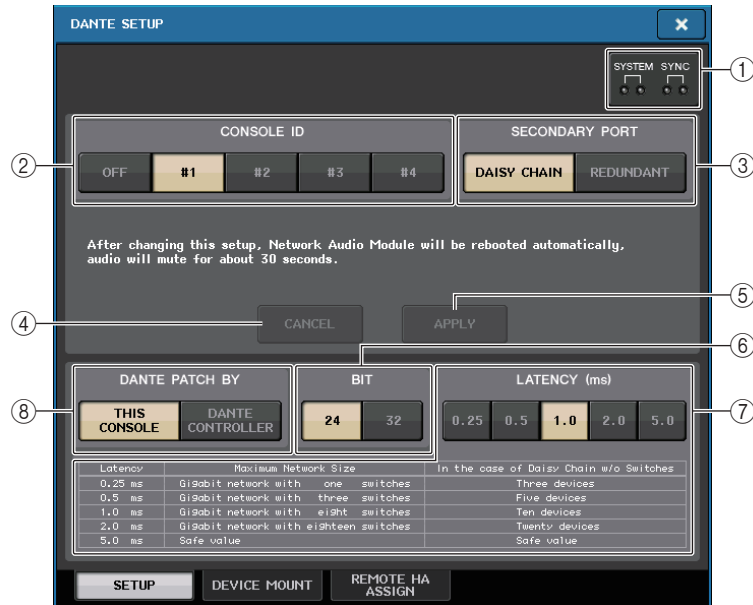 DANTE SETUP
×
SYSTEM SYNC
①
CONSOLE ID
SECONDARY PORT
②
OFF #1 #2 #3 #4
DAISY CHAIN REDUNDANT
③
After changing this setup, Network Audio Module will be rebooted automatically,
audio will mute for about 30 seconds.
④
CANCEL APPLY
⑤
⑥
DANTE PATCH BY BIT LATENCY (ms)
⑧
THIS CONSOLE
DANTE CONTROLLER
24 32
0.25 0.5 1.0 2.0 5.0
⑦
Latency Maximum Network Size In the case of Daisy Chain w/o Switches
0.25 ms Gigabit network with one switches Three devices
0.5 ms Gigabit network with three switches Five devices
1.0 ms Gigabit network with eight switches Ten devices
2.0 ms Gigabit network with eighteen switches Twenty devices
5.0 ms Safe value Safe value
SETUP DEVICE MOUNT REMOTE HA ASSIGN